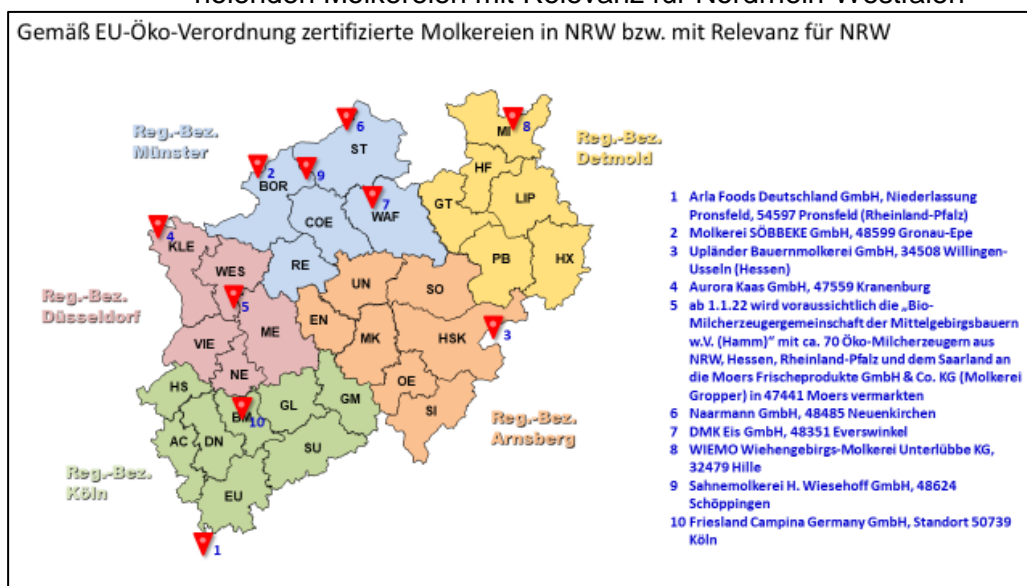 Molkereien mit Relevanz für Nordrhein-Westfalen
Gemäß EU-Öko-Verordnung zertifizierte Molkereien in NRW bzw. mit Relevanz für NRW
Reg.-Bez.
Münster
Reg.-Bez.
Detmold
Reg.-Bez.
Düsseldorf
Reg.-Bez.
Arnsberg
Reg.-Bez.
Köln
6
ST
MI
8
2
BOR
9
HF
7
WAF
GT
LIP
COE
4
KLE
RE
PB
HX
WES
UN
SO
5
EN
ME
MK
HSK
3
VIE
NE
OE
HS
BM
10
GL
GM
SI
AC
DN
SU
EU
1
1 Arla Foods Deutschland GmbH, Niederlassung
Pronsfeld, 54597 Pronsfeld (Rheinland-Pfalz)
2 Molkerei SÖBBEKE GmbH, 48599 Gronau-Epe
3 Upländer Bauernmolkerei GmbH, 34508 Willingen-
Usseln (Hessen)
4 Aurora Kaas GmbH, 47559 Kranenburg
5 ab 1.1.22 wird voraussichtlich die „Bio-
Milcherzeugergemeinschaft der Mittelgebirgsbauern
w.V. (Hamm)" mit ca. 70 Öko-Milcherzeugern aus
NRW, Hessen, Rheinland-Pfalz und dem Saarland an
die Moers Frischeprodukte GmbH & Co. KG (Molkerei
Gropper) in 47441 Moers vermarkten
6 Naarmann GmbH, 48485 Neuenkirchen
7 DMK Eis GmbH, 48351 Everswinkel
8 WIEMO Wiehengebirgs-Molkerei Unterlübbe KG,
32479 Hille
9 Sahnemolkerei H. Wiesehoff GmbH, 48624
Schöppingen
10 Friesland Campina Germany GmbH, Standort 50739
Köln